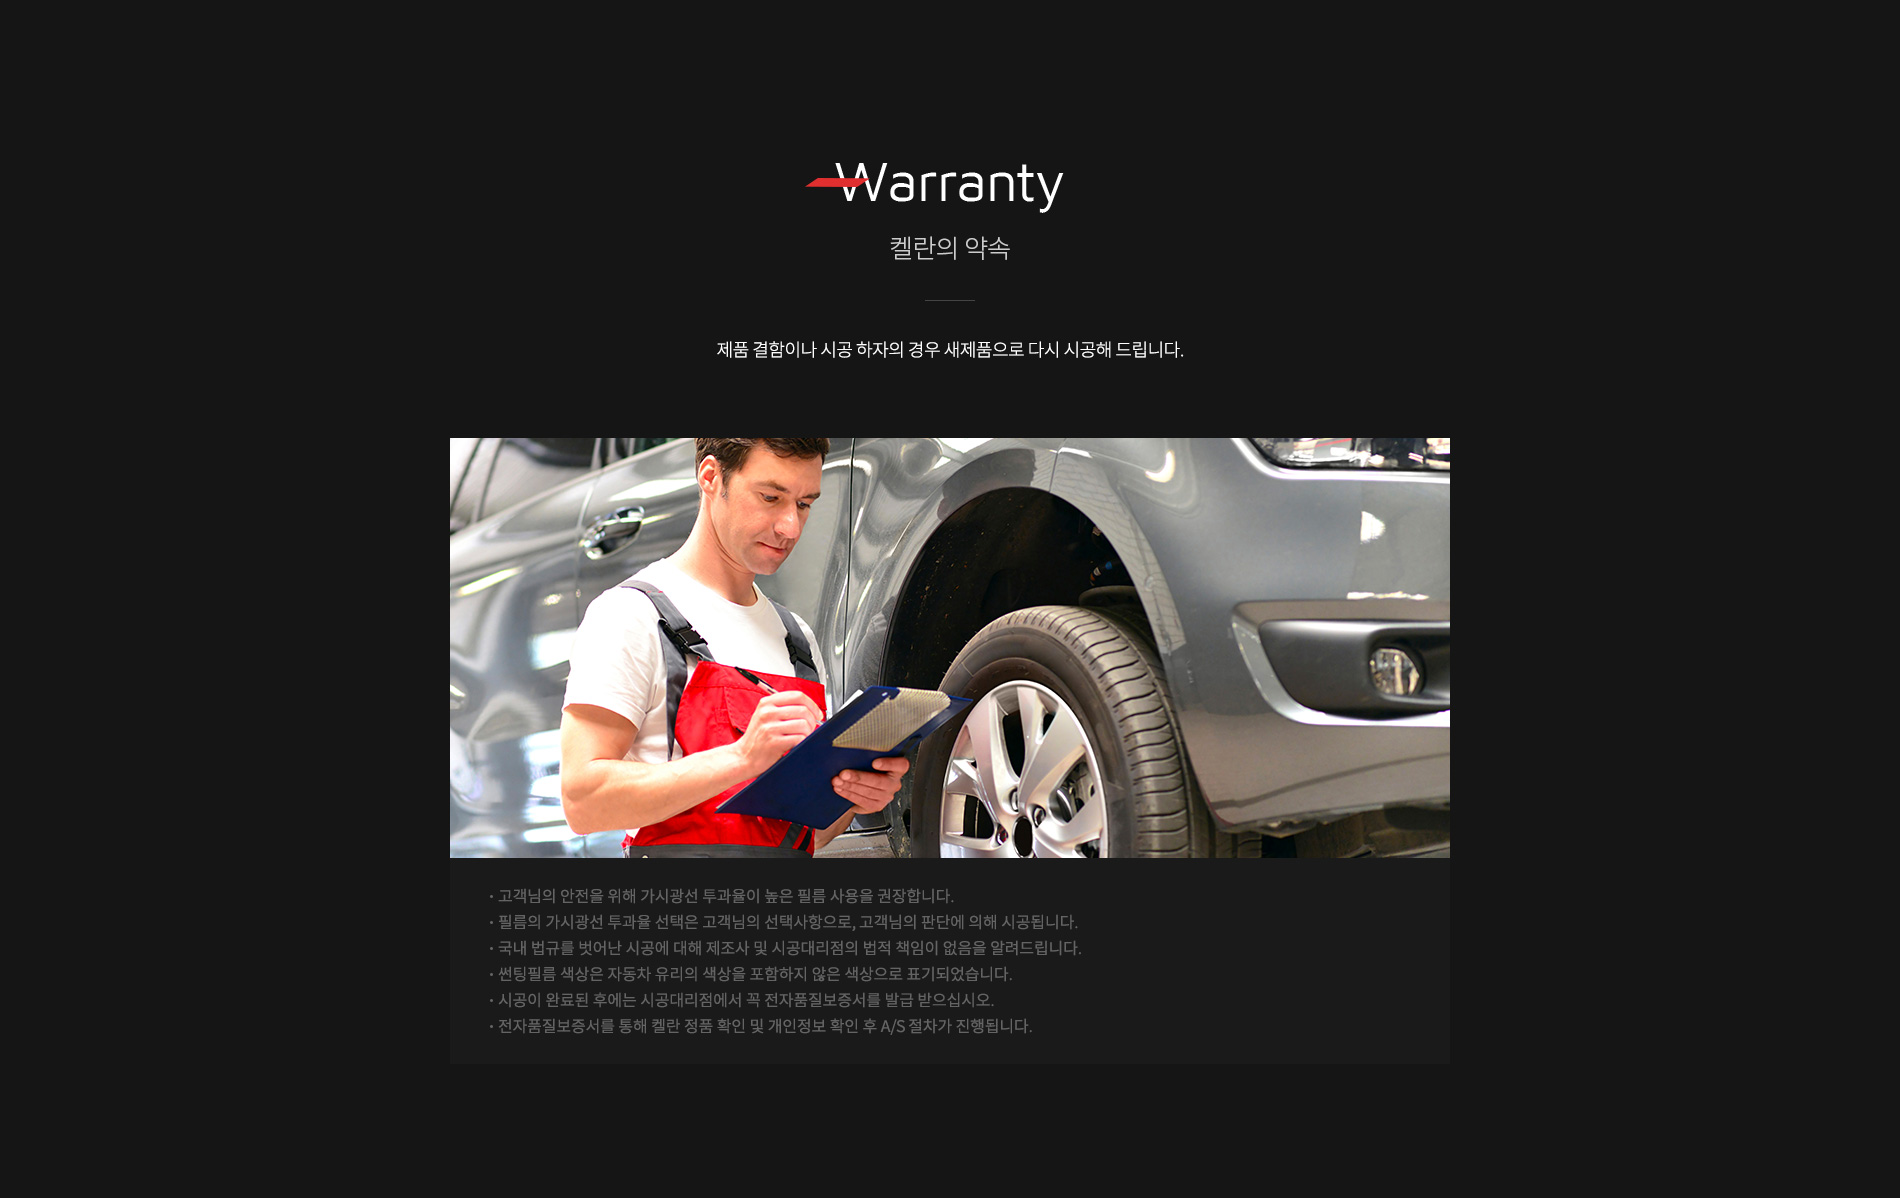 Warranty
켈란의 약속
제품 결함이나 시공 하자의 경우 새제품으로 다시 시공해 드립니다.
· 고객님의 안전을 위해 가시광선 투과율이 높은 필름 사용을 권장합니다.
· 필름의 가시광선 투과율 선택은 고객님의 선택사항으로, 고객님의 판단에 의해 시공됩니다.
· 국내 법규를 벗어난 시공에 대해 제조사 및 시공대리점의 법적 책임이 없음을 알려드립니다.
· 썬팅필름 색상은 자동차 유리의 색상을 포함하지 않은 색상으로 표기되었습니다.
· 시공이 완료된 후에는 시공대리점에서 꼭 전자품질보증서를 발급 받으십시오.
· 전자품질보증서를 통해 켈란 정품 확인 및 개인정보 확인 후 A/S 절차가 진행됩니다.